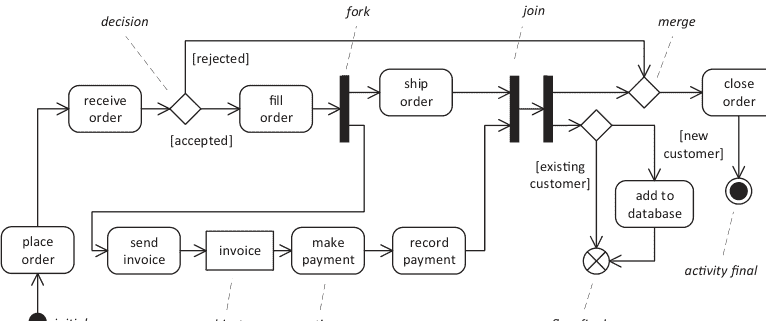 fork
join
decision
merge
[rejected]
receive
order
fill
order
ship
order
close
order
[accepted]
[new
customer]
[existing
customer]
add to
database
place
order
send
invoice
invoice
make
payment
record
payment
activity final